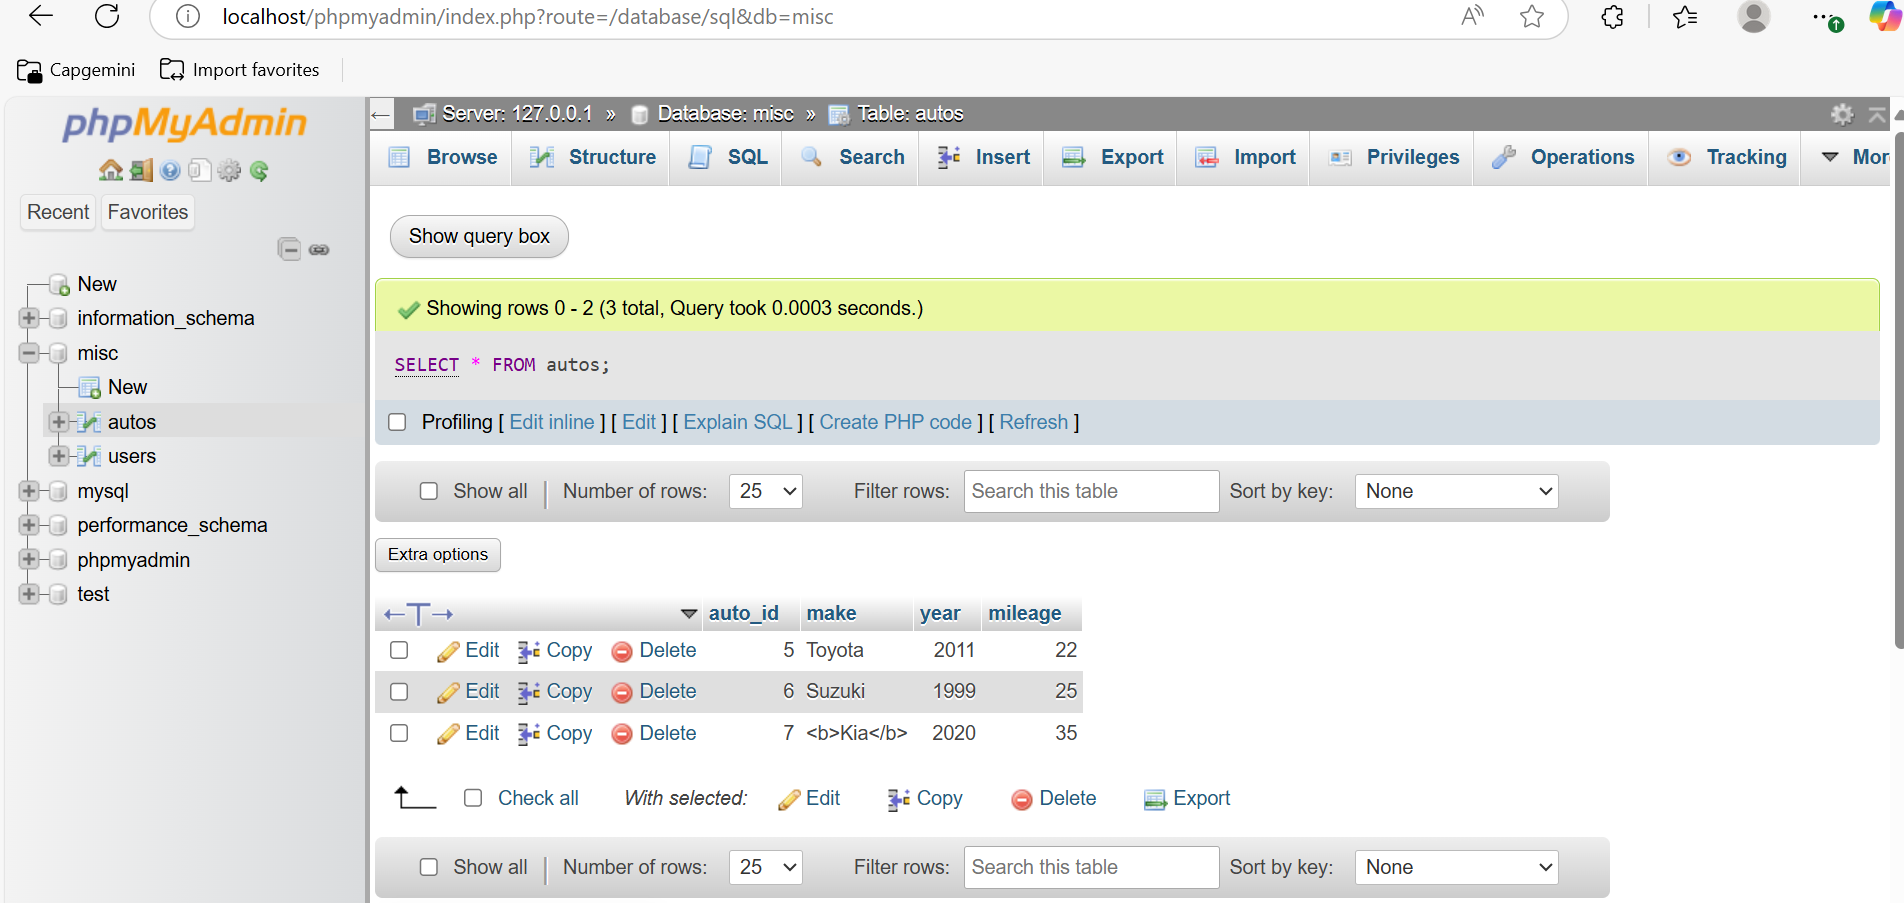 localhost/phpmyadmin/index.php?route=/database/sql&db=misc
Capgemini Import favorites
phpMyAdmin
Recent Favorites
New
information_schema
misc
New
autos
users
mysql
performance_schema
phpmyadmin
test
Server: 127.0.0.1 » Database: misc » Table: autos
Browse Structure SQL Search Insert Export Import Privileges Operations Tracking Mor
Show query box
Showing rows 0 - 2 (3 total, Query took 0.0003 seconds.)
SELECT * FROM autos;
Profiling [ Edit inline ] [ Edit ] [ Explain SQL ] [ Create PHP code ] [ Refresh ]
Show all Number of rows: 25 Filter rows: Search this table Sort by key: None
Extra options
auto_id make year mileage
Edit Copy Delete 5 Toyota 2011 22
Edit Copy Delete 6 Suzuki 1999 25
Edit Copy Delete 7 <b>Kia</b> 2020 35
Check all With selected: Edit Copy Delete Export
Show all Number of rows: 25 Filter rows: Search this table Sort by key: None